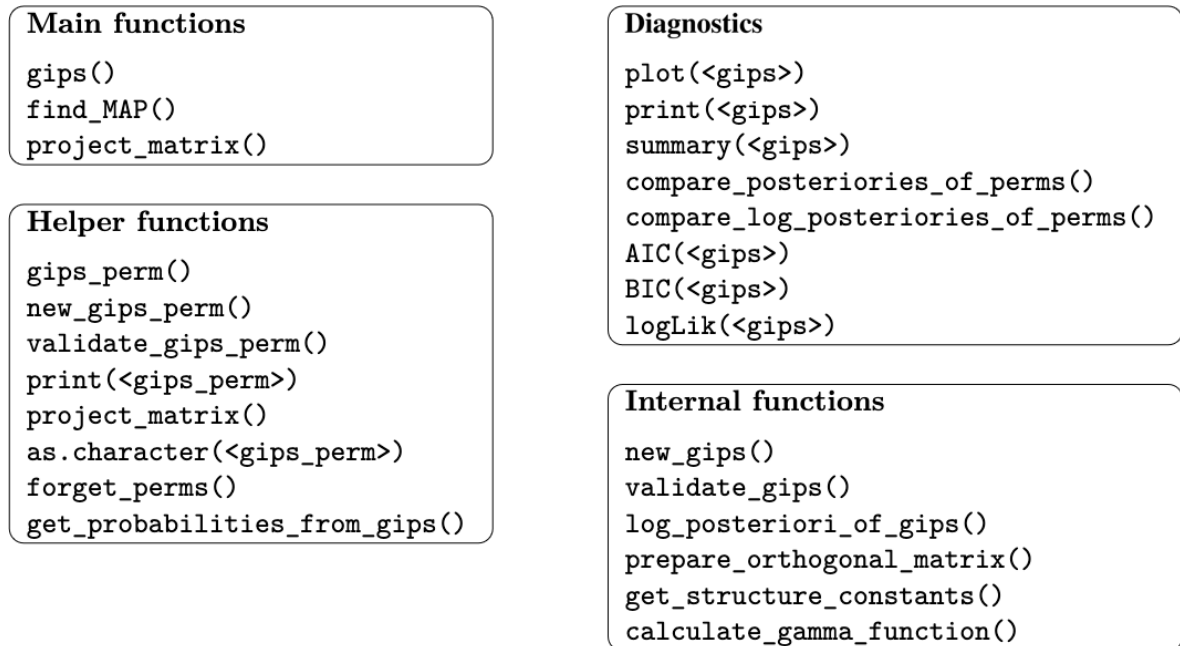 Main functions
gips()
find_MAP()
project_matrix()
Helper functions
gips_perm()
new_gips_perm()
validate_gips_perm()
print(<gips_perm>)
project_matrix()
as.character(<gips_perm>)
forget_perms()
get_probabilities_from_gips()
Diagnostics
plot(<gips>)
print(<gips>)
summary(<gips>)
compare_posteriories_of_perms()
compare_log_posteriories_of_perms()
AIC(<gips>)
BIC(<gips>)
logLik(<gips>)
Internal functions
new_gips()
validate_gips()
log_posteriori_of_gips()
prepare_orthogonal_matrix()
get_structure_constants()
calculate_gamma_function()